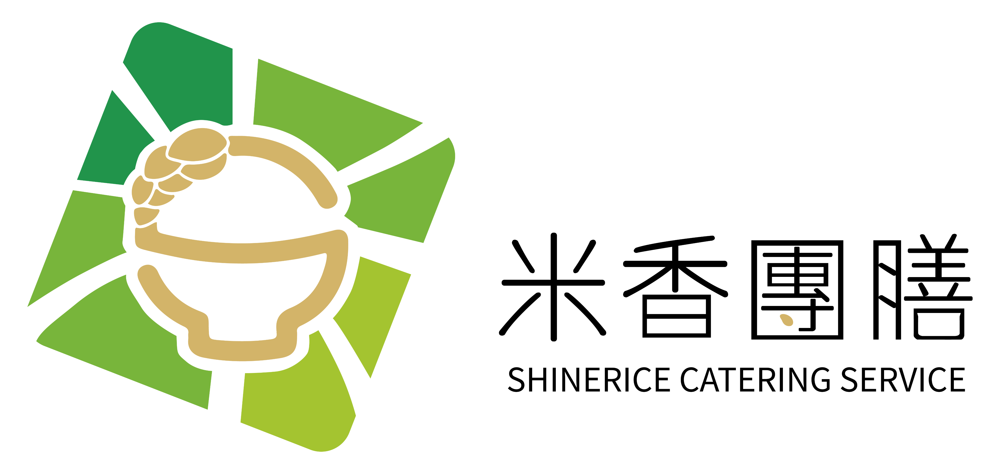 米香團膳
SHINERICE CATERING SERVICE